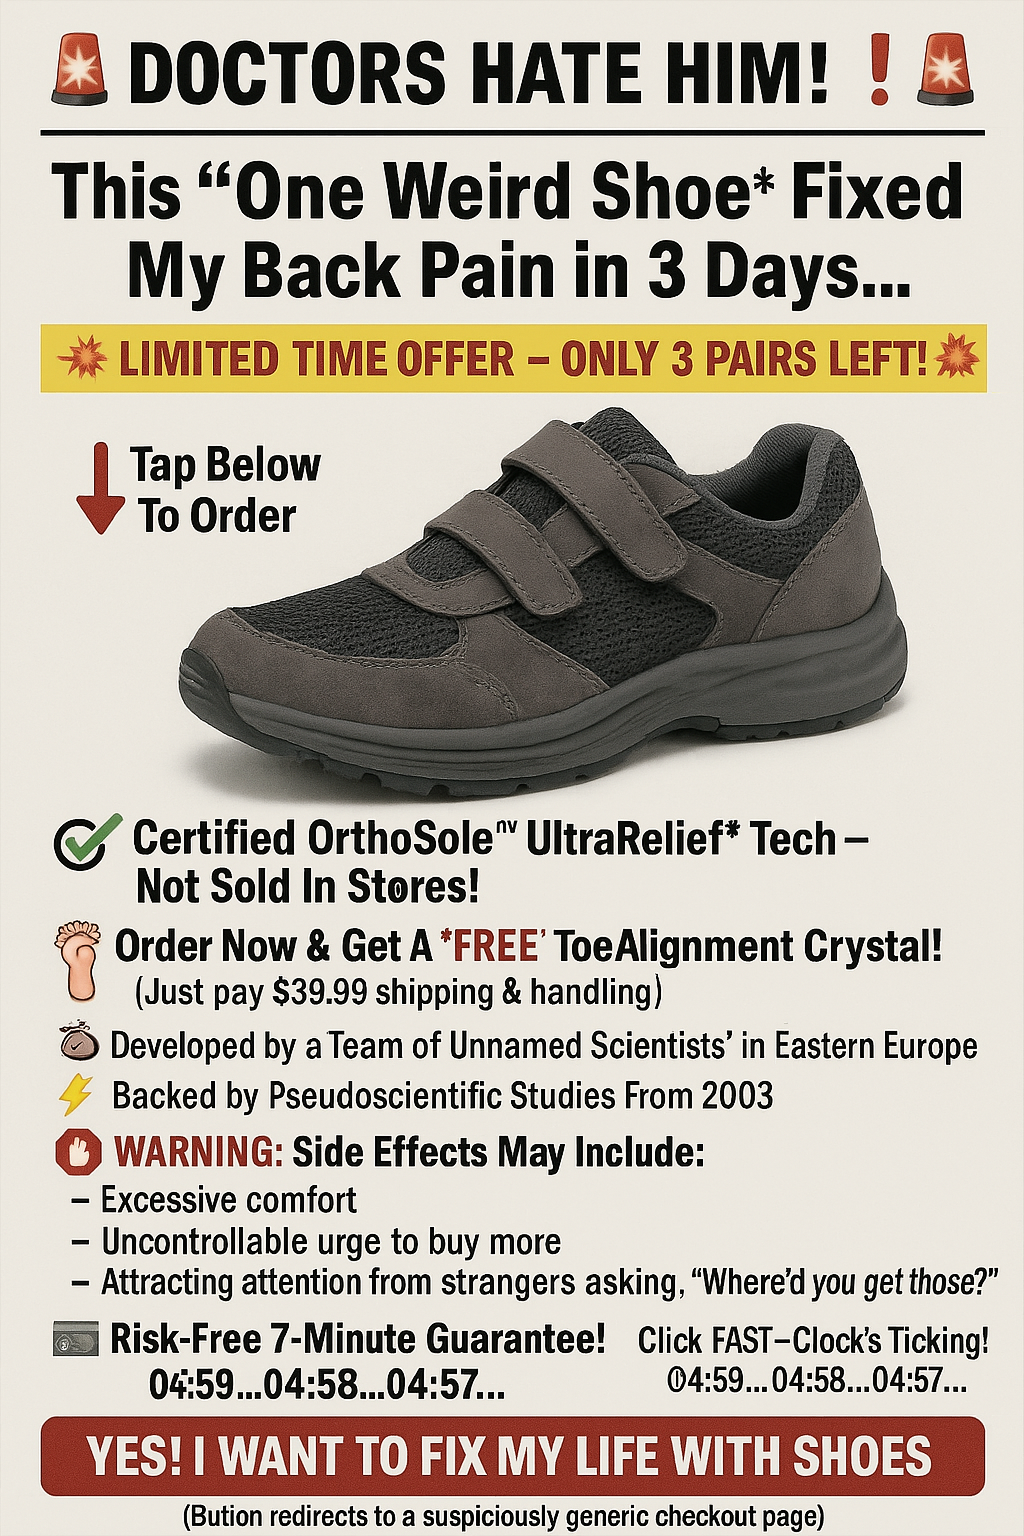 DOCTORS HATE HIM!
This “One Weird Shoe* Fixed
My Back Pain in 3 Days...
LIMITED TIME OFFER – ONLY 3 PAIRS LEFT!
Tap Below
To Order
Certified OrthoSole™ UltraRelief* Tech –
Not Sold In Stores!
Order Now & Get A *FREE’ ToeAlignment Crystal!
(Just pay $39.99 shipping & handling)
Developed by a Team of Unnamed Scientists’ in Eastern Europe
Backed by Pseudoscientific Studies From 2003
WARNING: Side Effects May Include:
– Excessive comfort
– Uncontrollable urge to buy more
– Attracting attention from strangers asking, “Where’d you get those?”
Risk-Free 7-Minute Guarantee!
04:59...04:58...04:57...
Click FAST–Clock’s Ticking!
04:59...04:58...04:57...
YES! I WANT TO FIX MY LIFE WITH SHOES
(Bution redirects to a suspiciously generic checkout page)